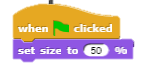 when clicked
set size to 50 %